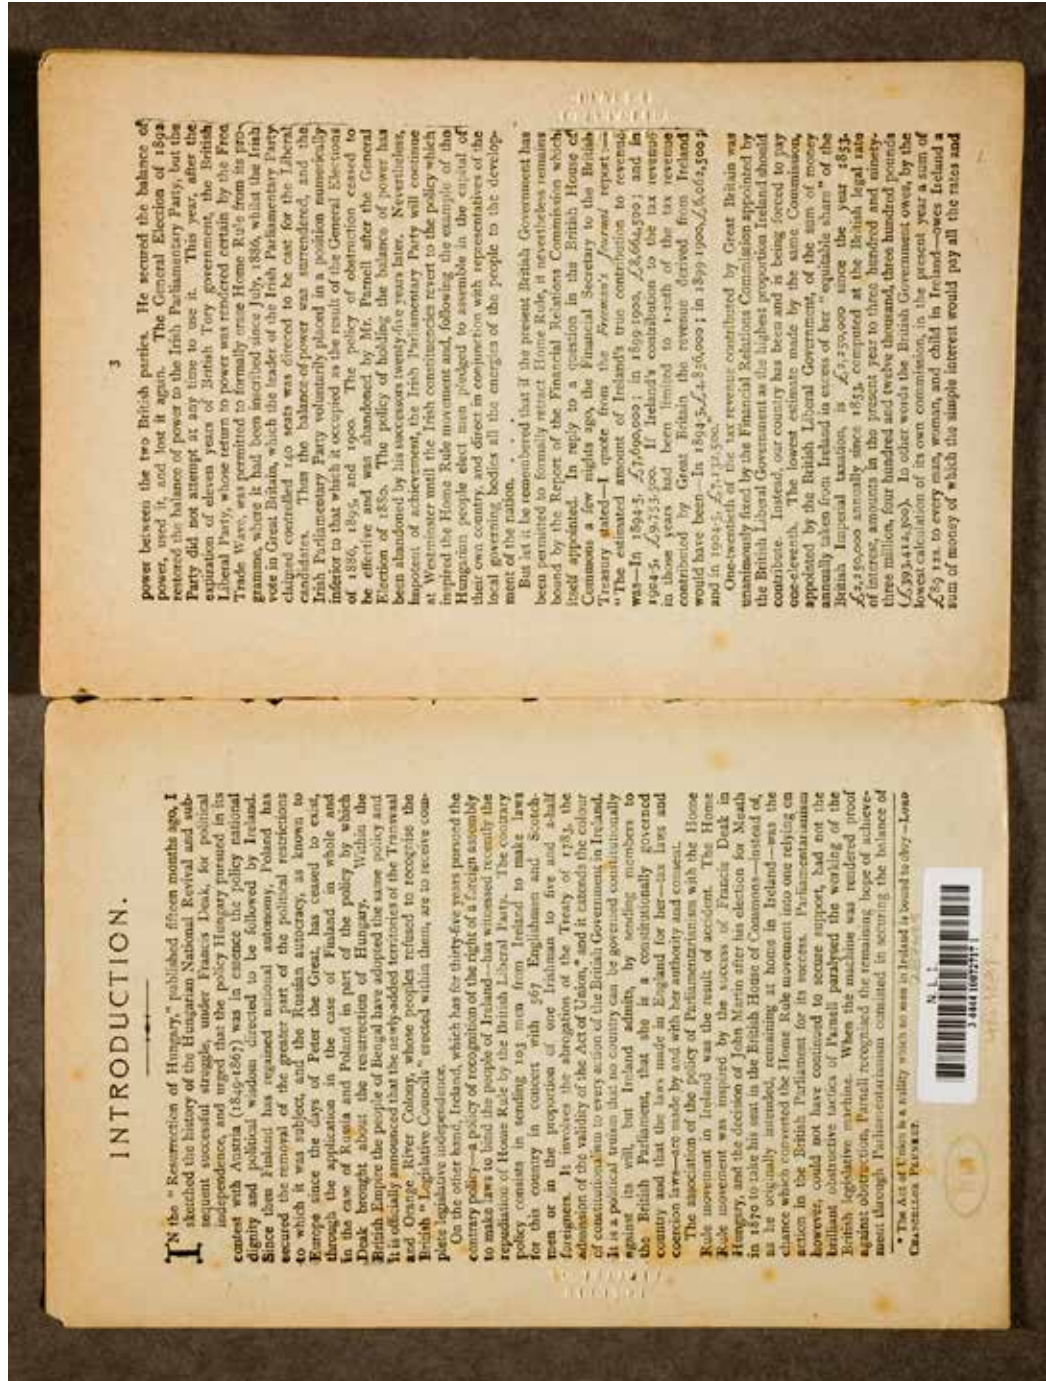 INTRODUCTION.
IN the "Resurrection of Hungary," published fifteen months ago, I
sketched the history of the Hungarian National Revival and sub-
sequent successful struggle, under Francis Deak, for political
independence, and urged that the policy Hungary pursued in its
contest with Austria (1849-1867) was in essence the policy national
dignity and political wisdom directed to be followed by Ireland.
Since then Finland has regained national autonomy, Poland has
secured the removal of the greater part of the political restrictions
to which it was subject, and the Russian autocracy, as known to
Europe since the days of Peter the Great, has ceased to exist,
through the application in the case of Finland in whole and
in the case of Russia and Poland in part of the policy by which
Deak brought about the resurrection of Hungary. Within the
British Empire the people of Bengal have adopted the same policy and
it is officially announced that the newly-added territories of the Transvaal
and Orange River Colony, whose peoples refused to recognise the
British "Legislative Councils" erected within them, are to receive com-
plete legislative independence.
On the other hand, Ireland, which has for thirty-five years pursued the
contrary policy—a policy of recognition of the right of a foreign assembly
to make laws to bind the people of Ireland—has witnessed recently the
repudiation of Home Rule by the British Liberal Party. The contrary
policy consists in sending 103 men from Ireland to make laws
for this country in concert with 567 Englishmen and Scotch-
men or in the proportion of one Irishman to five and a-half
foreigners. It involves the abrogation of the Treaty of 1783, the
admission of the validity of the Act of Union,* and it extends the colour
of constitutionalism to every action of the British Government in Ireland.
It is a political truism that no country can be governed constitutionally
against its will, but Ireland admits, by sending members to
the British Parliament, that she is a constitutionally governed
country and that the laws made in England for her—tax laws and
coercion laws—are made by and with her authority and consent.
The association of the policy of Parliamentarianism with the Home
Rule movement in Ireland was the result of accident. The Home
Rule movement was inspired by the success of Francis Deak in
Hungary, and the decision of John Martin after his election for Meath
in 1870 to take his seat in the British House of Commons—instead of,
as he originally intended, remaining at home in Ireland—was the
chance which converted the Home Rule movement into one relying on
action in the British Parliament for its success. Parliamentarianism
however, could not have continued to secure support, had not the
brilliant obstructive tactics of Parnell paralysed the working of the
British legislative machine. When the machine was rendered proof
against obstruction, Parnell recognised the remaining hope of achieve-
ment through Parliamentarianism consisted in securing the balance of
* The Act of Union is a nullity which no man in Ireland is bound to obey—LORD
CHANCELLOR PLUNKET.
N. L. I.
3 4444 10072717 1
3
power between the two British parties. He secured the balance of
power, used it, and lost it again. The General Election of 1892
restored the balance of power to the Irish Parliamentary Party, but the
Party did not attempt at any time to use it. This year, after the
expiration of eleven years of British Tory government, the British
Liberal Party, whose return to power was rendered certain by the Free
Trade Wave, was permitted to formally erase Home Rule from its pro-
gramme, where it had been inscribed since July, 1886, whilst the Irish
vote in Great Britain, which the leader of the Irish Parliamentary Party
claimed controlled 140 seats was directed to be cast for the Liberal
candidates. Thus the balance of power was surrendered, and the
Irish Parliamentary Party voluntarily placed in a position numerically
inferior to that which it occupied as the result of the General Elections
of 1886, 1895, and 1900. The policy of obstruction ceased to
be effective and was abandoned by Mr. Parnell after the General
Election of 1880. The policy of holding the balance of power has
been abandoned by his successors twenty-five years later. Nevertheless,
impotent of achievement, the Irish Parliamentary Party will continue
at Westminster until the Irish constituencies revert to the policy which
inspired the Home Rule movement and, following the example of the
Hungarian people elect men pledged to assemble in the capital of
their own country, and direct in conjunction with representatives of the
local governing bodies all the energies of the people to the develop-
ment of the nation.
But let it be remembered that if the present British Government has
been permitted to formally retract Home Rule, it nevertheless remains
bound by the Report of the Financial Relations Commission which
itself appointed. In reply to a question in the British House of
Commons a few nights ago, the Financial Secretary to the British
Treasury stated—I quote from the Freeman's Journal report:—
"The estimated amount of Ireland's true contribution to revenue
was—In 1894-5, £7,600,000; in 1899-1900, £8,664,500; and in
1904-5, £9,753,500. If Ireland's contribution to the tax revenue
in those years had been limited to 1-20th of the tax revenue
contributed by Great Britain the revenue derived from Ireland
would have been—In 1894-5, £4,836,000; in 1899-1900, £6,062,500;
and in 1904-5, £7,132,500."
One-twentieth of the tax revenue contributed by Great Britain was
unanimously fixed by the Financial Relations Commission appointed by
the British Liberal Government as the highest proportion Ireland should
contribute. Instead, our country has been and is being forced to pay
one-eleventh. The lowest estimate made by the same Commission,
appointed by the British Liberal Government, of the sum of money
annually taken from Ireland in excess of her "equitable share" of the
British Imperial taxation, is £2,250,000 since the year 1853.
£2,250,000 annually since 1853, computed at the British legal rate
of interest, amounts in the present year to three hundred and ninety-
three million, four hundred and twelve thousand, three hundred pounds
(£393,412,300). In other words the British Government owes, by the
lowest calculation of its own commission, in the present year a sum of
£89 12s. to every man, woman, and child in Ireland—owes Ireland a
sum of money of which the simple interest would pay all the rates and